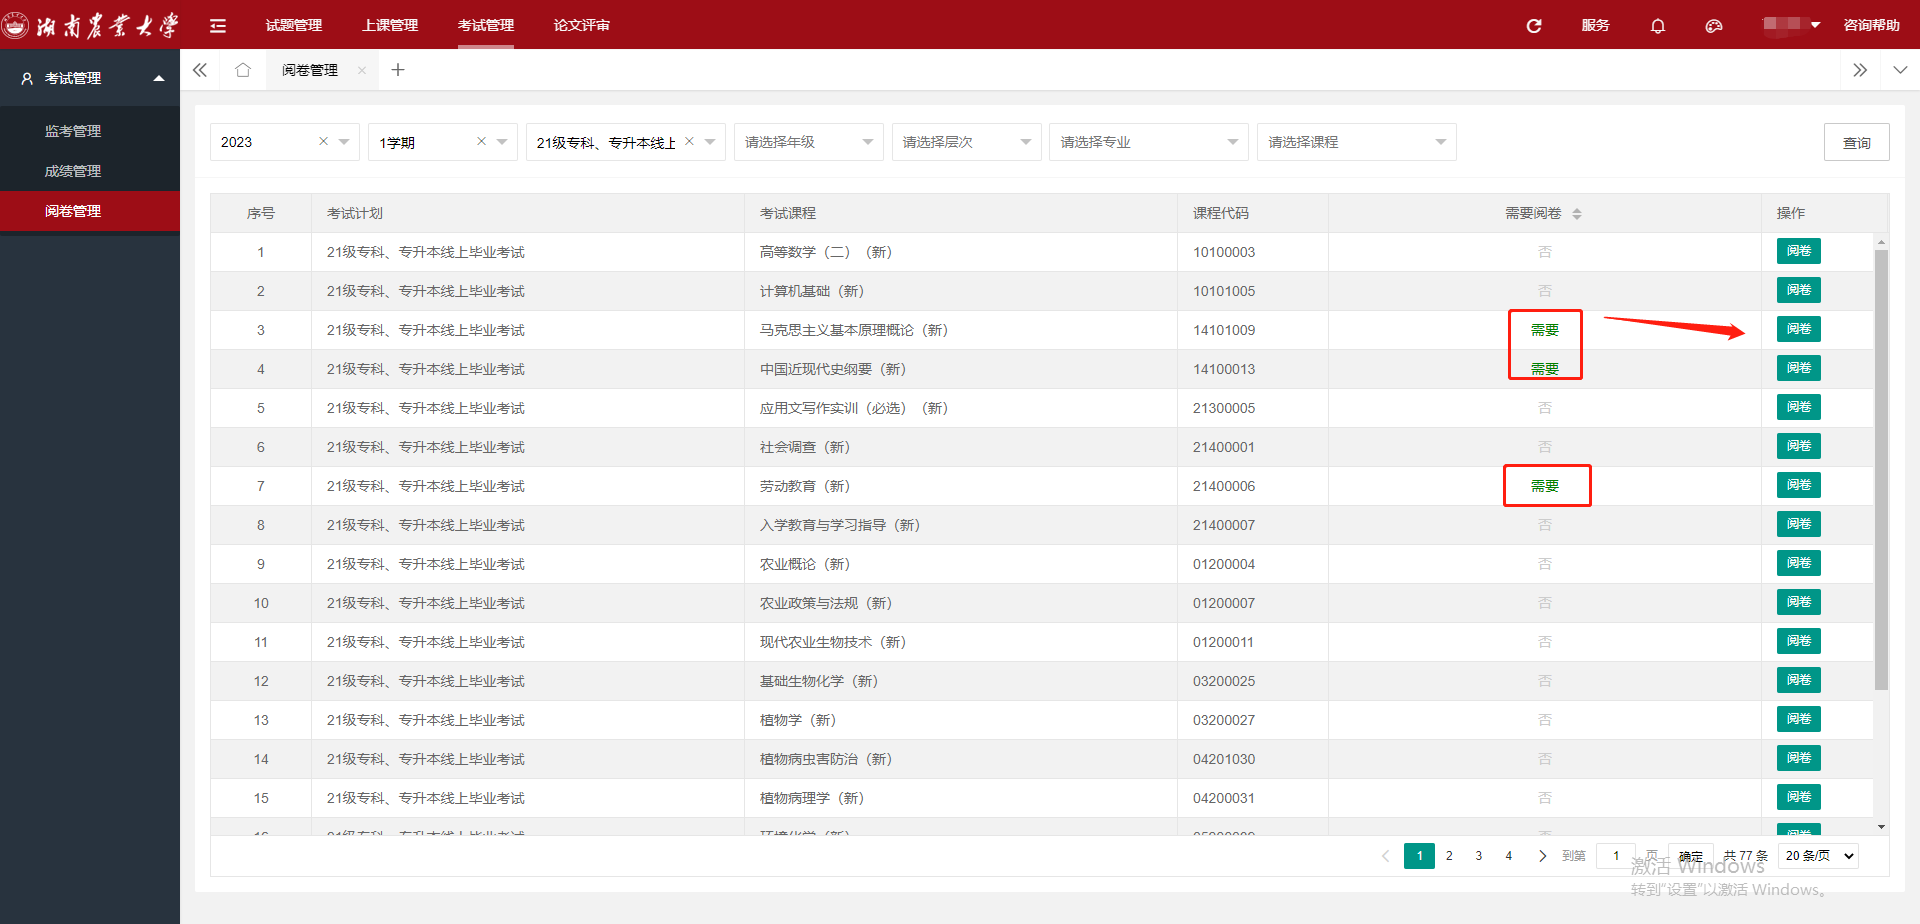 湖南農業大学 试题管理 上课管理 考试管理 论文评审 服务 咨询帮助
考试管理
监考管理
成绩管理
阅卷管理
阅卷管理
2023 1学期 21级专科、专升本线上 请选择年级 请选择层次 请选择专业 请选择课程 查询
序号 考试计划 考试课程 课程代码 需要阅卷 操作
1 21级专科、专升本线上毕业考试 高等数学（二）（新） 10100003 否 阅卷
2 21级专科、专升本线上毕业考试 计算机基础（新） 10101005 否 阅卷
3 21级专科、专升本线上毕业考试 马克思主义基本原理概论（新） 14101009 需要 阅卷
4 21级专科、专升本线上毕业考试 中国近现代史纲要（新） 14100013 需要 阅卷
5 21级专科、专升本线上毕业考试 应用文写作实训（必选）（新） 21300005 否 阅卷
6 21级专科、专升本线上毕业考试 社会调查（新） 21400001 否 阅卷
7 21级专科、专升本线上毕业考试 劳动教育（新） 21400006 需要 阅卷
8 21级专科、专升本线上毕业考试 入学教育与学习指导（新） 21400007 否 阅卷
9 21级专科、专升本线上毕业考试 农业概论（新） 01200004 否 阅卷
10 21级专科、专升本线上毕业考试 农业政策与法规（新） 01200007 否 阅卷
11 21级专科、专升本线上毕业考试 现代农业生物技术（新） 01200011 否 阅卷
12 21级专科、专升本线上毕业考试 基础生物化学（新） 03200025 否 阅卷
13 21级专科、专升本线上毕业考试 植物学（新） 03200027 否 阅卷
14 21级专科、专升本线上毕业考试 植物病虫害防治（新） 04201030 否 阅卷
15 21级专科、专升本线上毕业考试 植物病理学（新） 04200031 否 阅卷
1 2 3 4 到第 1 页 确定 共 77 条 20 条/页
激活 Windows
转到"设置"以激活 Windows。